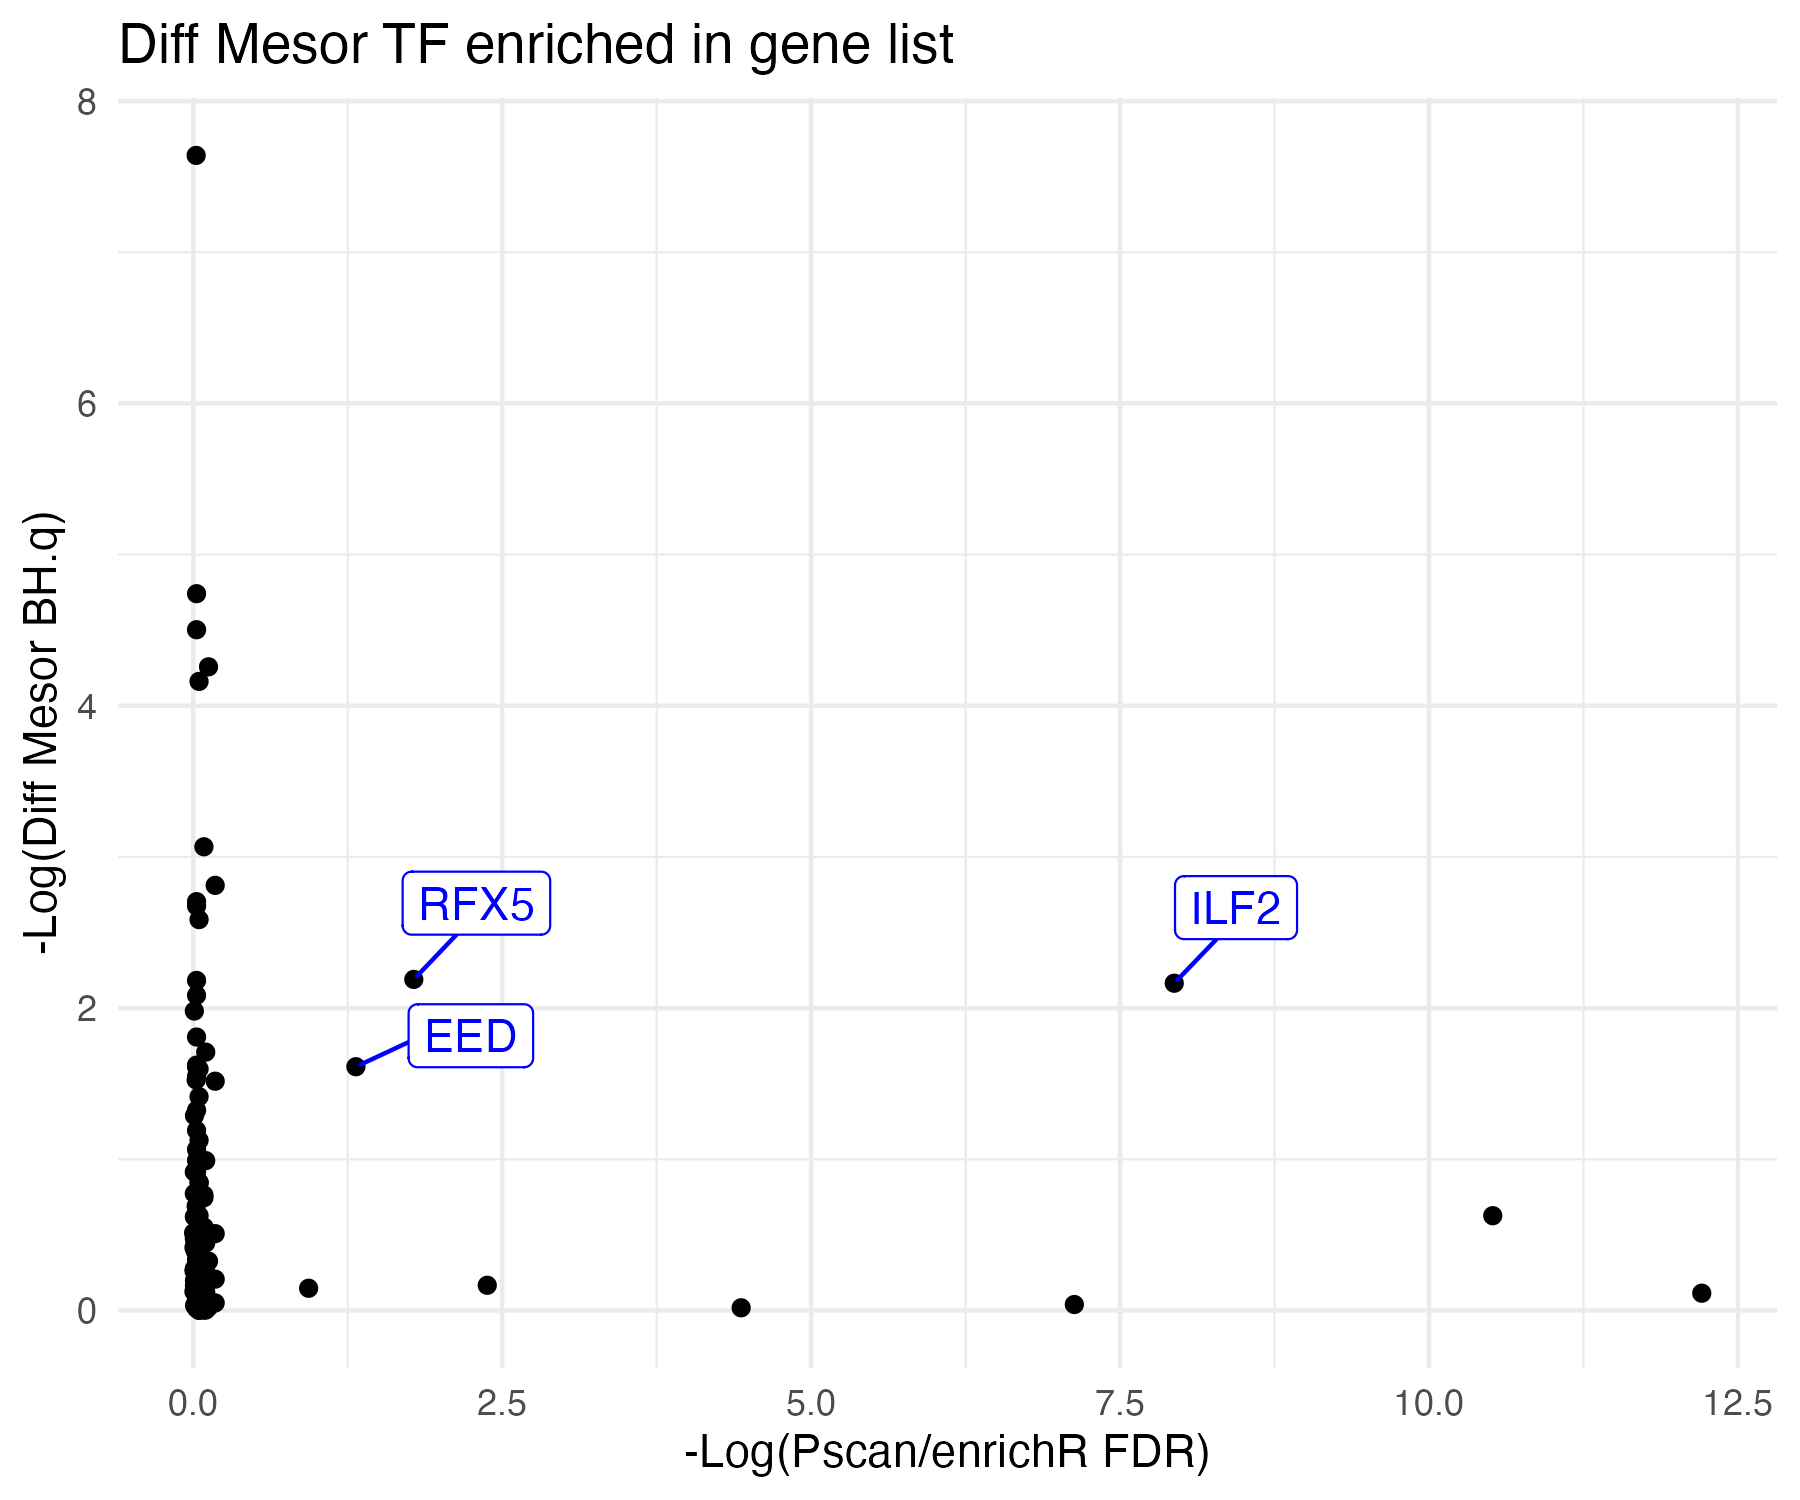 Diff Mesor TF enriched in gene list
8
6
4
2
0
-Log(Diff Mesor BH.q)
RFX5
ILF2
EED
0.0
2.5
5.0
7.5
10.0
12.5
-Log(Pscan/enrichR FDR)